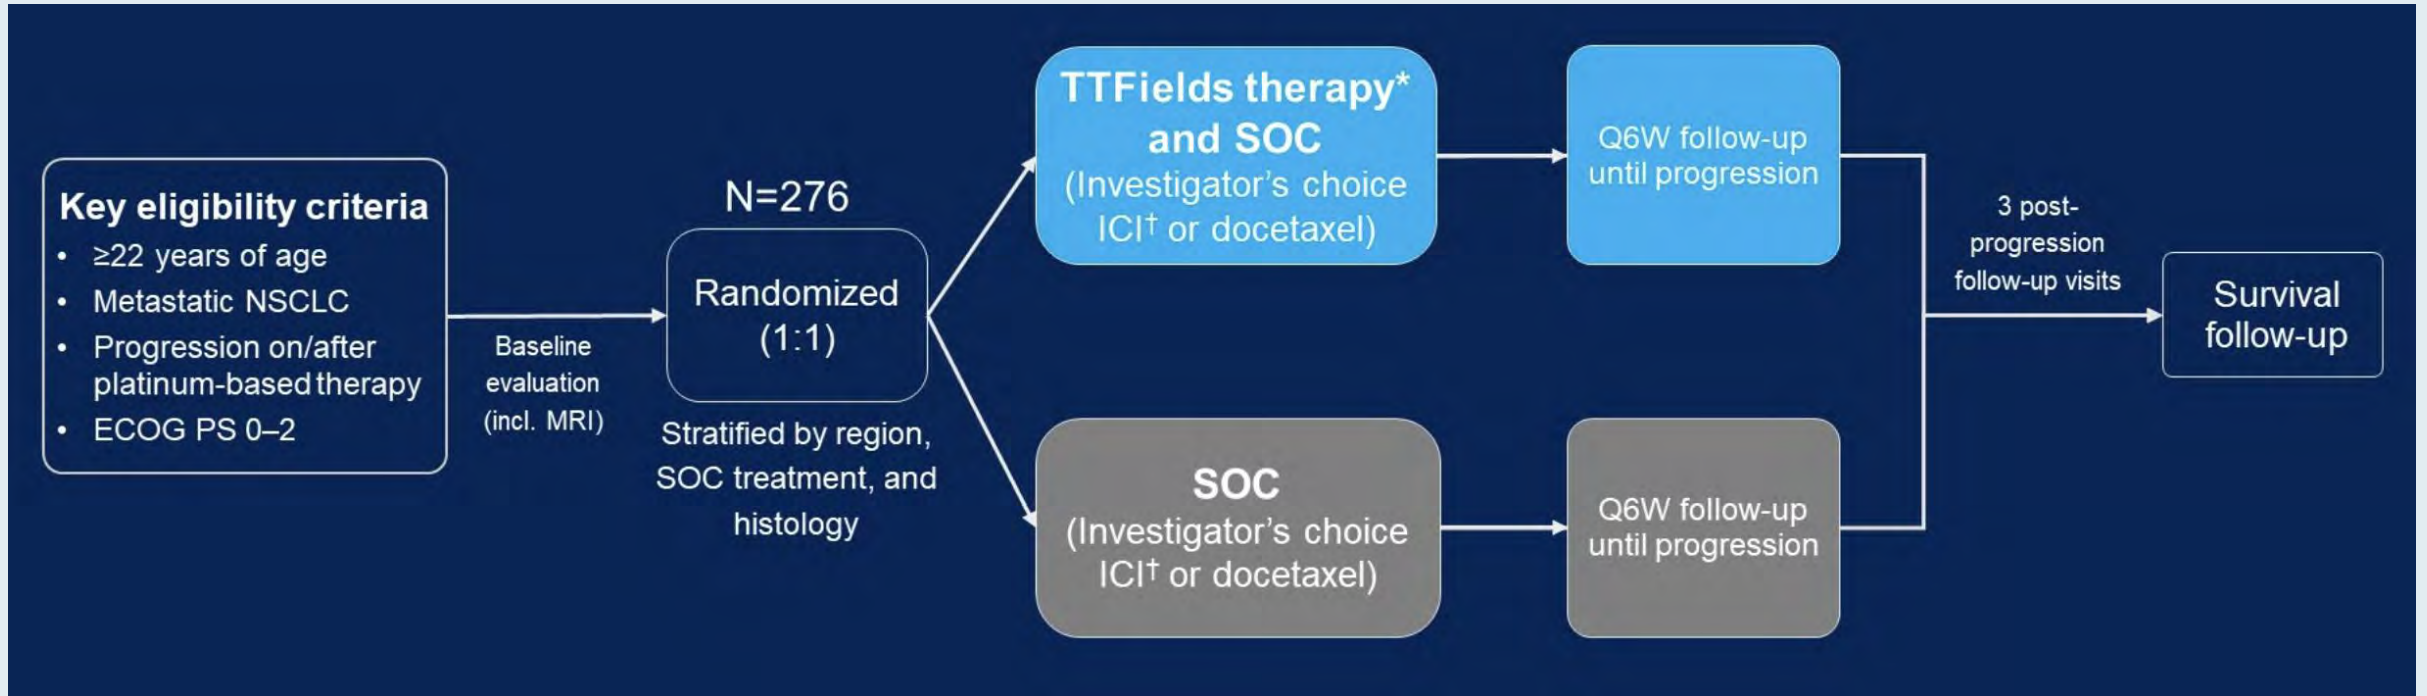 Key eligibility criteria
• ≥22 years of age
• Metastatic NSCLC
• Progression on/after
platinum-based therapy
• ECOG PS 0–2
Baseline
evaluation
(incl. MRI)
N=276
Randomized
(1:1)
Stratified by region,
SOC treatment, and
histology
TTFields therapy*
and SOC
(Investigator’s choice
ICI† or docetaxel)
Q6W follow-up
until progression
SOC
(Investigator’s choice
ICI† or docetaxel)
Q6W follow-up
until progression
3 post-
progression
follow-up visits
Survival
follow-up